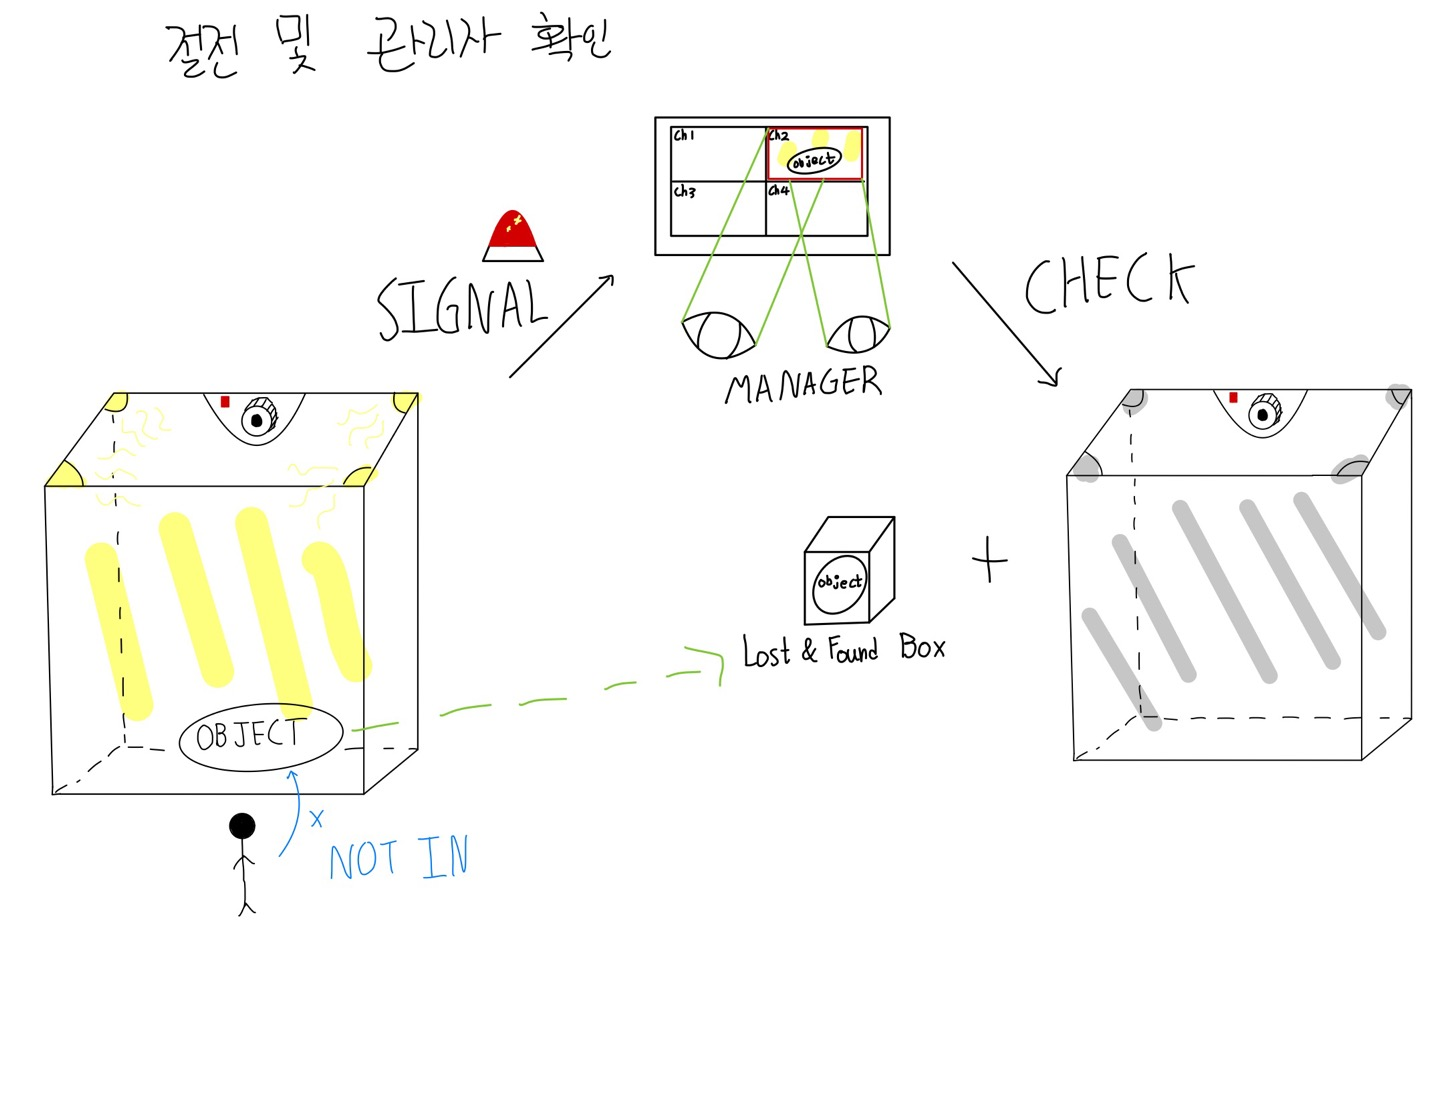 절전 및 관리자 확인
Ch1
Ch2
object
Ch3
Ch4
SIGNAL
CHECK
MANAGER
object
+
Lost & Found Box
OBJECT
x
NOT IN